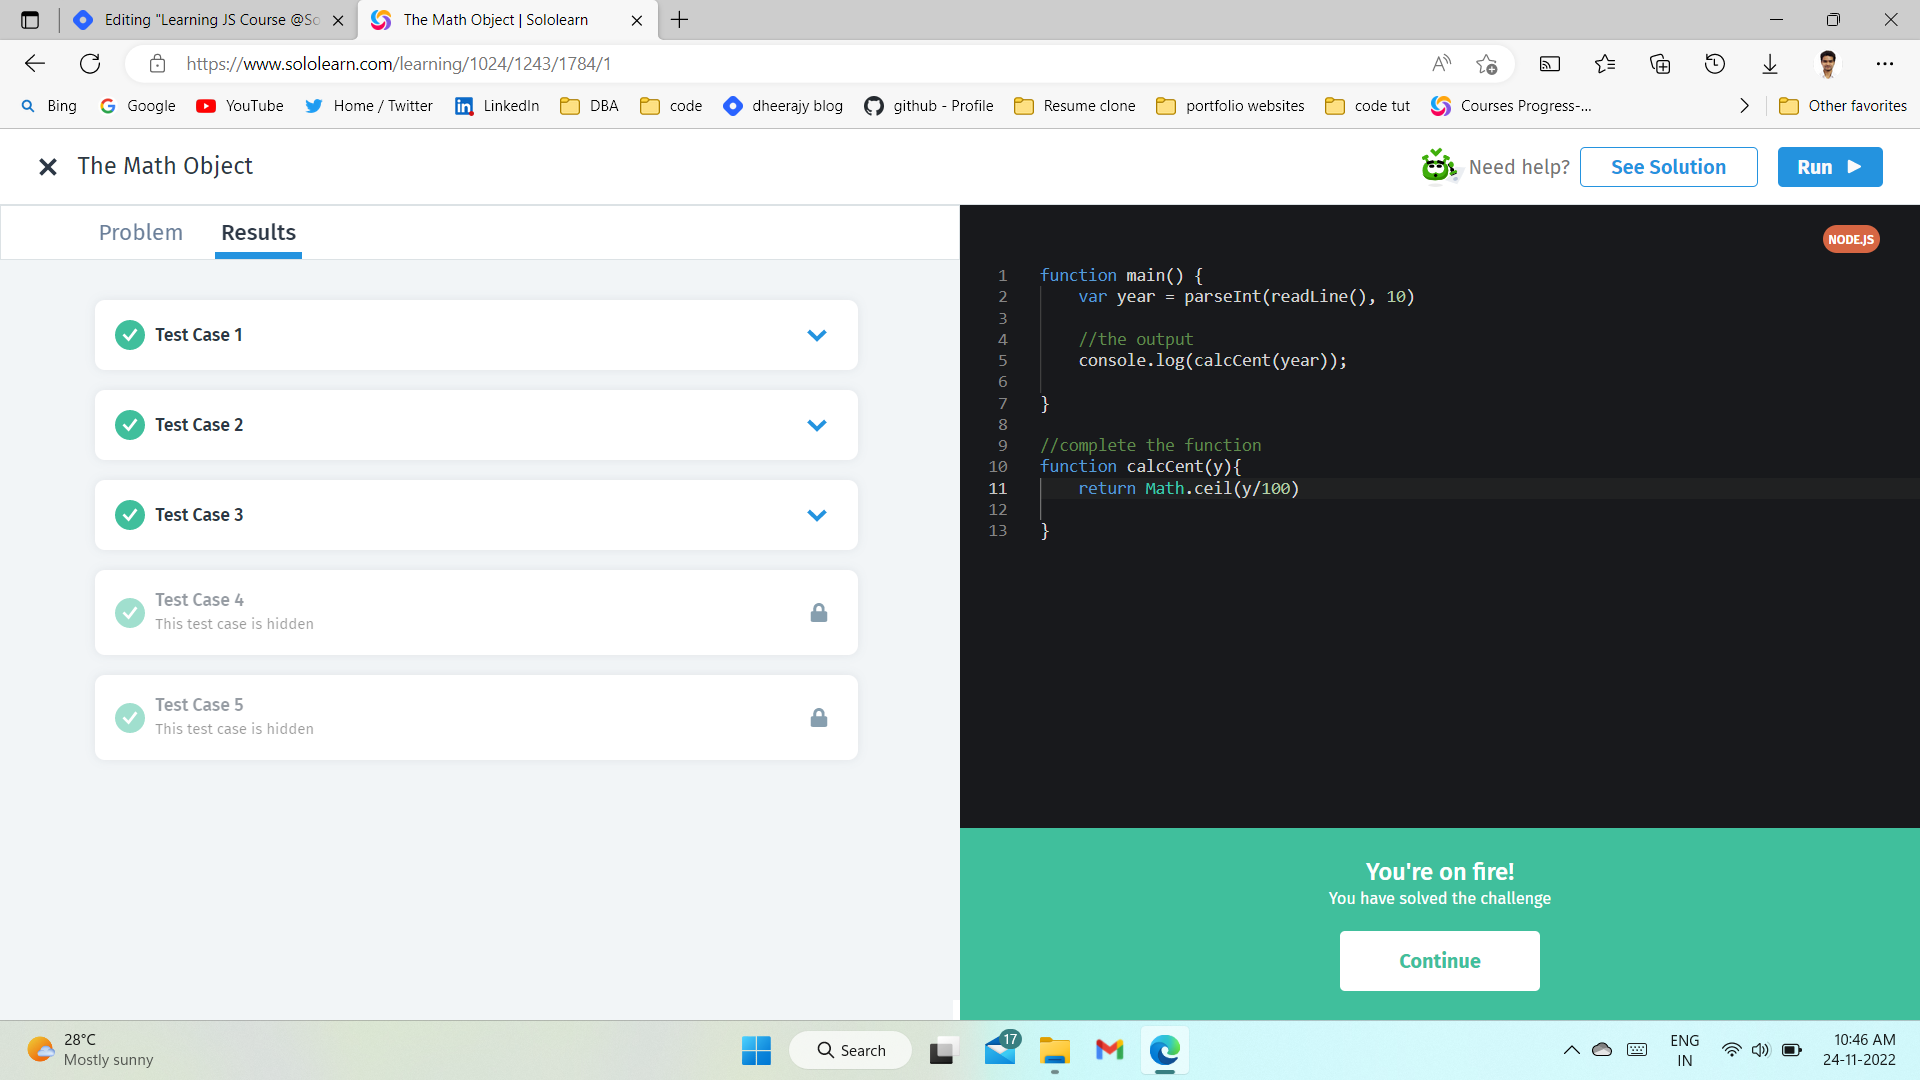 Editing "Learning JS Course @So
The Math Object | Sololearn
https://www.sololearn.com/learning/1024/1243/1784/1
Bing
Google
YouTube
Home / Twitter
LinkedIn
DBA
code
dheerajy blog
github - Profile
Resume clone
portfolio websites
code tut
Courses Progress-...
Other favorites
The Math Object
Need help?
See Solution
Run
Problem
Results
Test Case 1
Test Case 2
Test Case 3
Test Case 4
This test case is hidden
Test Case 5
This test case is hidden
NODE.JS
1 function main() {
2 var year = parseInt(readLine(), 10)
3
4 //the output
5 console.log(calcCent(year));
6
7 }
8
9 //complete the function
10 function calcCent(y){
11 return Math.ceil(y/100)
12
13 }
You're on fire!
You have solved the challenge
Continue
28°C
Mostly sunny
Search
17
ENG
IN
10:46 AM
24-11-2022